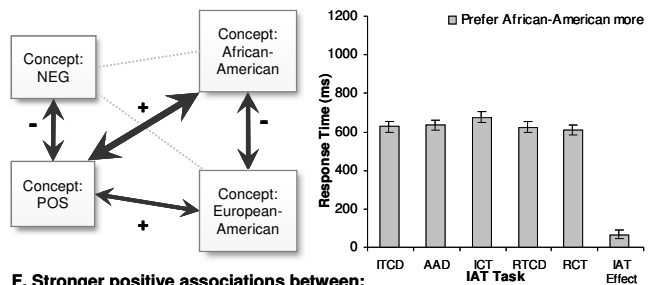 Concept:
NEG
Concept:
African-
American
+
-
-
Concept:
POS
Concept:
European-
American
+
Prefer African-American more
Response Time (ms)
1200
1000
800
600
400
200
0
ITCD AAD ICT RTCD RCT IAT
Effect
IAT Task
E. Stronger positive associations between: